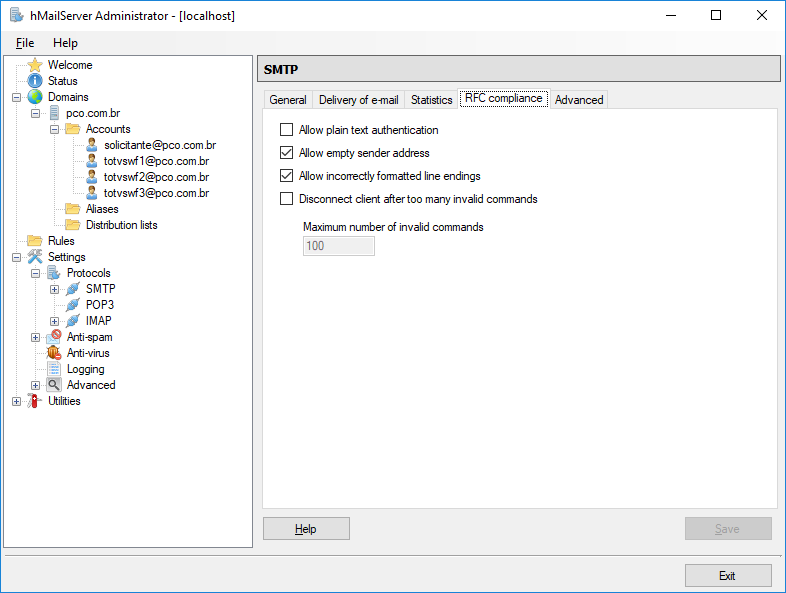 hMailServer Administrator - [localhost]
File Help
Welcome
Status
Domains
pco.com.br
Accounts
solicitante@pco.com.br
totvswf1@pco.com.br
totvswf2@pco.com.br
totvswf3@pco.com.br
Aliases
Distribution lists
Rules
Settings
Protocols
SMTP
POP3
IMAP
Anti-spam
Anti-virus
Logging
Advanced
Utilities
SMTP
General Delivery of e-mail Statistics RFC compliance Advanced
Allow plain text authentication
Allow empty sender address
Allow incorrectly formatted line endings
Disconnect client after too many invalid commands
Maximum number of invalid commands
100
Help Save
Exit